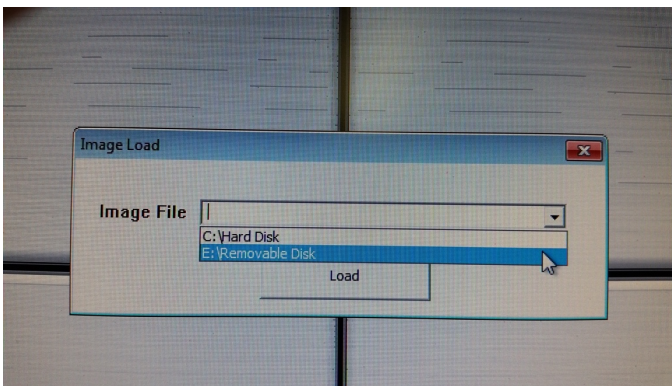 Image Load
Image File
C:\Hard Disk
E:\Removable Disk
Load